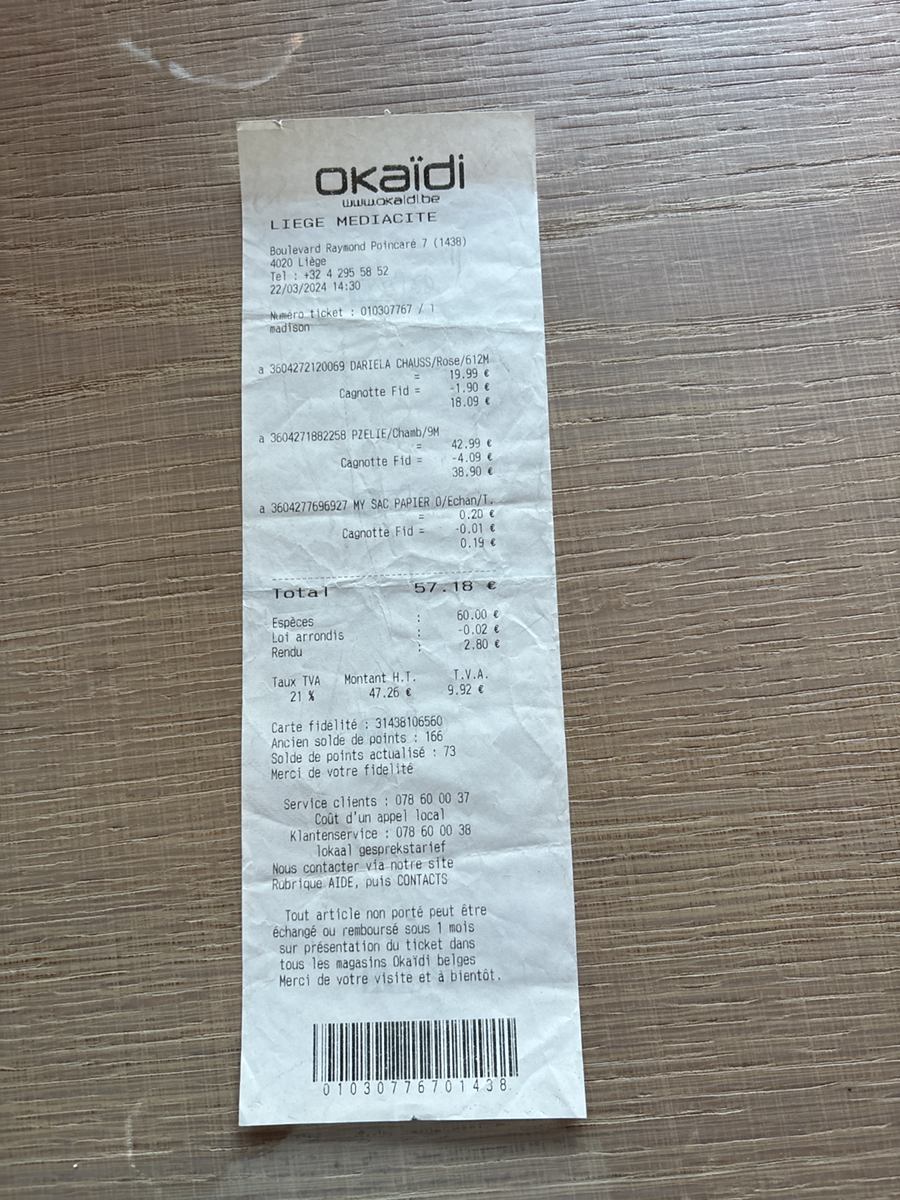 okaïdi
www.okaidi.be
LIEGE MEDIACITE
Boulevard Raymond Poincaré 7 (1438)
4020 Liège
Tel : +32 4 295 58 52
22/03/2024 14:30
Numéro ticket : 010307767 / 1
madison
a 3604272120069 DARIELA CHAUSS/Rose/612M
= 19.99 €
Cagnotte Fid = -1.90 €
18.09 €
a 3604271882258 PZELIE/Chamb/9M
= 42.99 €
Cagnotte Fid = -4.09 €
38.90 €
a 3604277696927 MY SAC PAPIER O/Echan/T.
= 0.20 €
Cagnotte Fid = -0.01 €
0.19 €
Total 57.18 €
Espèces : 60.00 €
Loi arrondis : -0.02 €
Rendu : 2.80 €
Taux TVA Montant H.T. T.V.A.
21 % 47.26 € 9.92 €
Carte fidélité : 31438106560
Ancien solde de points : 166
Solde de points actualisé : 73
Merci de votre fidelité
Service clients : 078 60 00 37
Coût d'un appel local
Klantenservice : 078 60 00 38
lokaal gesprekstarief
Nous contacter via notre site
Rubrique AIDE, puis CONTACTS
Tout article non porté peut être
échangé ou remboursé sous 1 mois
sur présentation du ticket dans
tous les magasins Okaïdi belges
Merci de votre visite et à bientôt.
01030776701438